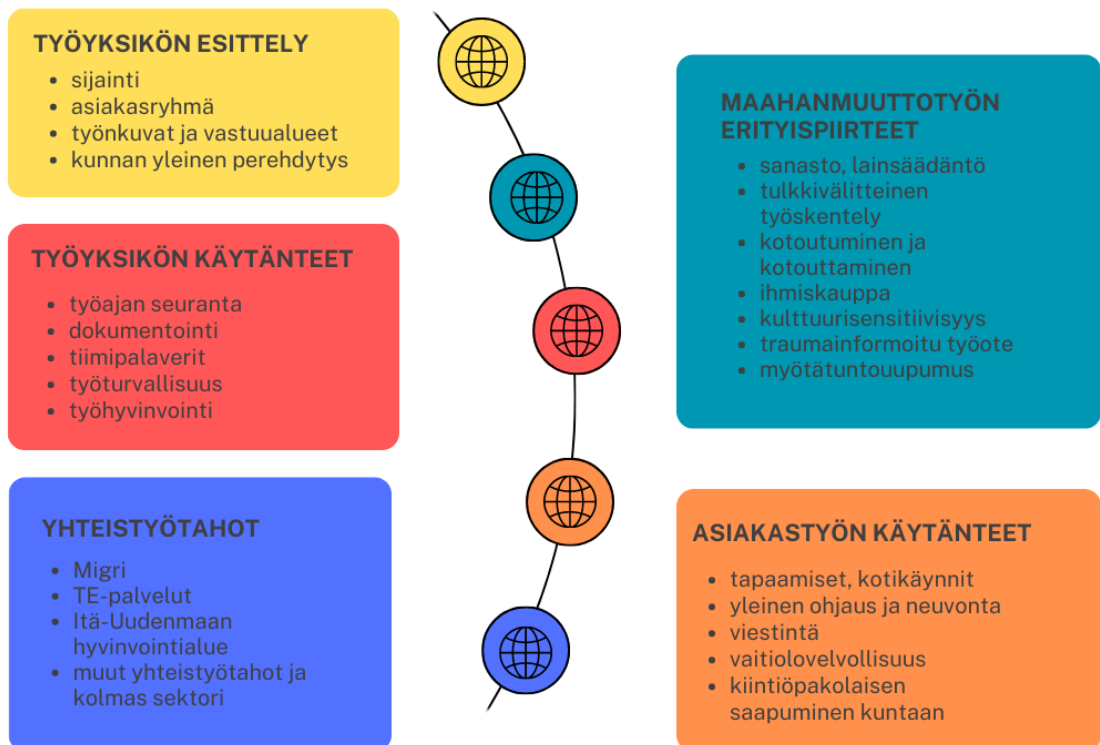 TYÖYKSIKÖN ESITTELY
• sijainti
• asiakasryhmä
• työnkuvat ja vastuualueet
• kunnan yleinen perehdytys
MAAHANMUUTTOTYÖN
ERITYISPIIRTEET
• sanasto, lainsäädäntö
• tulkkivälitteinen
työskentely
• kotoutuminen ja
kotouttaminen
• ihmiskauppa
• kulttuurisensitiivisyys
• traumainformoitu työote
• myötätuntouupumus
TYÖYKSIKÖN KÄYTÄNTEET
• työajan seuranta
• dokumentointi
• tiimipalaverit
• työturvallisuus
• työhyvinvointi
ASIAKASTYÖN KÄYTÄNTEET
• tapaamiset, kotikäynnit
• yleinen ohjaus ja neuvonta
• viestintä
• vaitiolovelvollisuus
• kiintiöpakolaisen
saapuminen kuntaan
YHTEISTYÖTAHOT
• Migri
• TE-palvelut
• Itä-Uudenmaan
hyvinvointialue
• muut yhteistyötahot ja
kolmas sektori